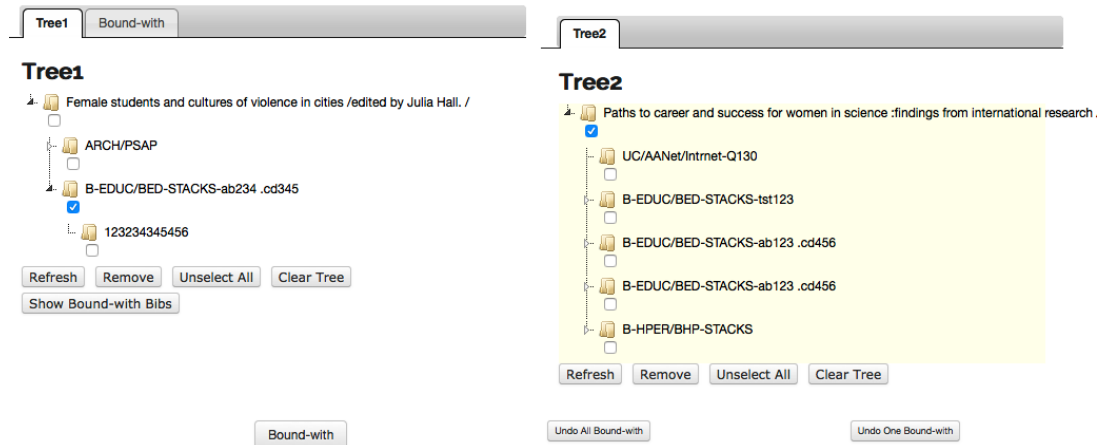 Tree1
Bound-with
Tree1
Female students and cultures of violence in cities /edited by Julia Hall. /
ARCH/PSAP
B-EDUC/BED-STACKS-ab234 .cd345
123234345456
Refresh Remove Unselect All Clear Tree
Show Bound-with Bibs
Bound-with
Tree2
Tree2
Paths to career and success for women in science :findings from international research .
UC/AANet/Intrnet-Q130
B-EDUC/BED-STACKS-tst123
B-EDUC/BED-STACKS-ab123 .cd456
B-EDUC/BED-STACKS-ab123 .cd456
B-HPER/BHP-STACKS
Refresh Remove Unselect All Clear Tree
Undo All Bound-with Undo One Bound-with